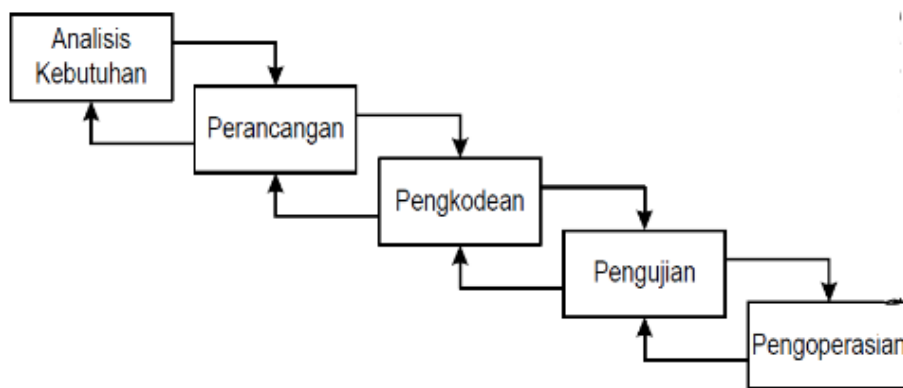 Analisis
Kebutuhan
Perancangan
Pengkodean
Pengujian
Pengoperasian